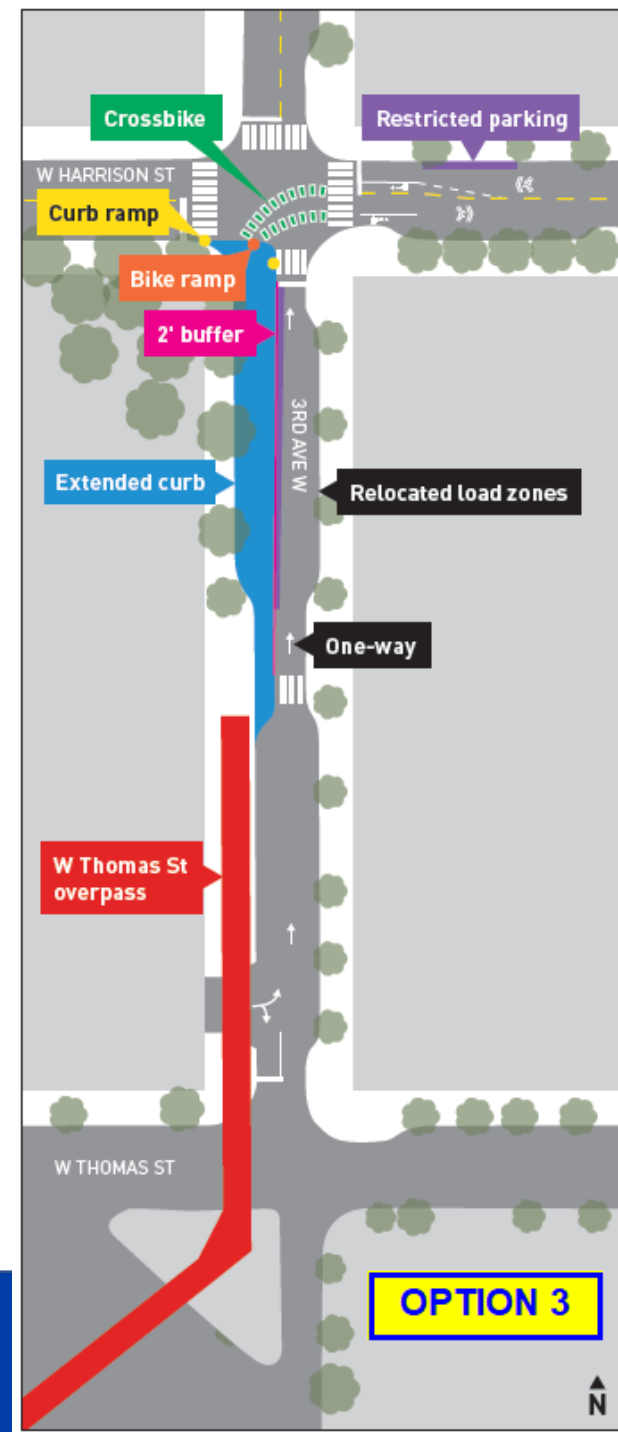 Crossbike
Restricted parking
W HARRISON ST
Curb ramp
Bike ramp
2' buffer
3RD AVE W
Extended curb
Relocated load zones
One-way
W Thomas St
overpass
W THOMAS ST
OPTION 3
N